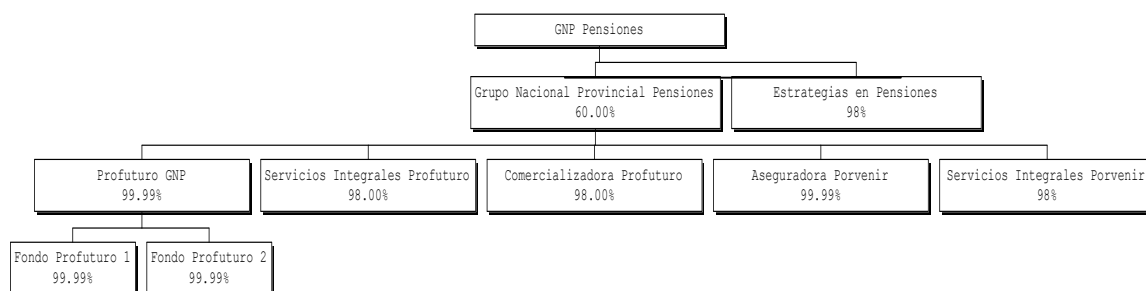 GNP Pensiones
Grupo Nacional Provincial Pensiones
60.00%
Estrategias en Pensiones
98%
Profuturo GNP
99.99%
Servicios Integrales Profuturo
98.00%
Comercializadora Profuturo
98.00%
Aseguradora Porvenir
99.99%
Servicios Integrales Porvenir
98%
Fondo Profuturo 1
99.99%
Fondo Profuturo 2
99.99%